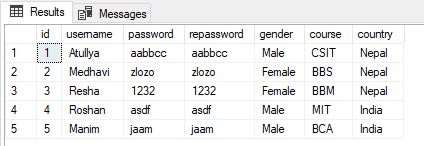 Results Messages
id username password repassword gender course country
1 1 Atullya aabbcc aabbcc Male CSIT Nepal
2 2 Medhavi zlozo zlozo Female BBS Nepal
3 3 Resha 1232 1232 Female BBM Nepal
4 4 Roshan asdf asdf Male MIT India
5 5 Manim jaam jaam Male BCA India